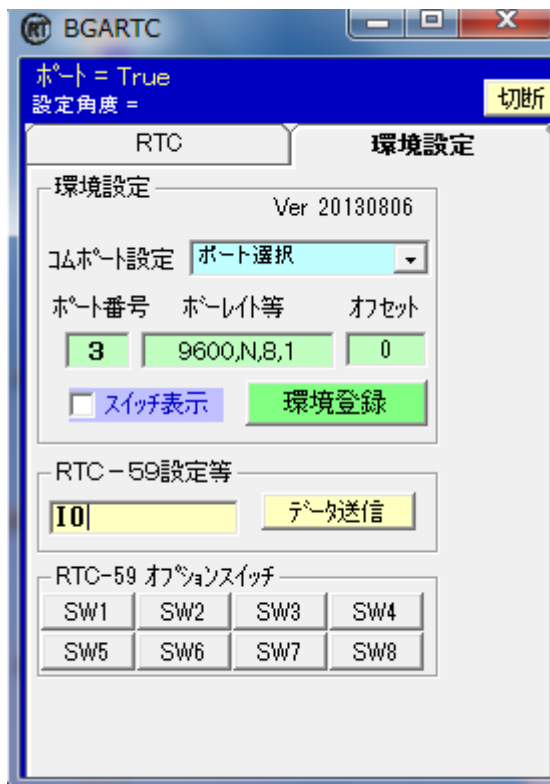 BGARTC
ﾎﾟｰﾄ = True
設定角度 =
切断
RTC
環境設定
環境設定
Ver 20130806
ｺﾑﾎﾟｰﾄ設定 ポート選択
ﾎﾟｰﾄ番号 ﾎﾞｰﾚｲﾄ等 ｵﾌｾｯﾄ
3 9600,N,8,1 0
ｽｲｯﾁ表示 環境登録
RTC－59設定等
I0 ﾃﾞｰﾀ送信
RTC-59 ｵﾌﾟｼｮﾝｽｲｯﾁ
SW1 SW2 SW3 SW4
SW5 SW6 SW7 SW8